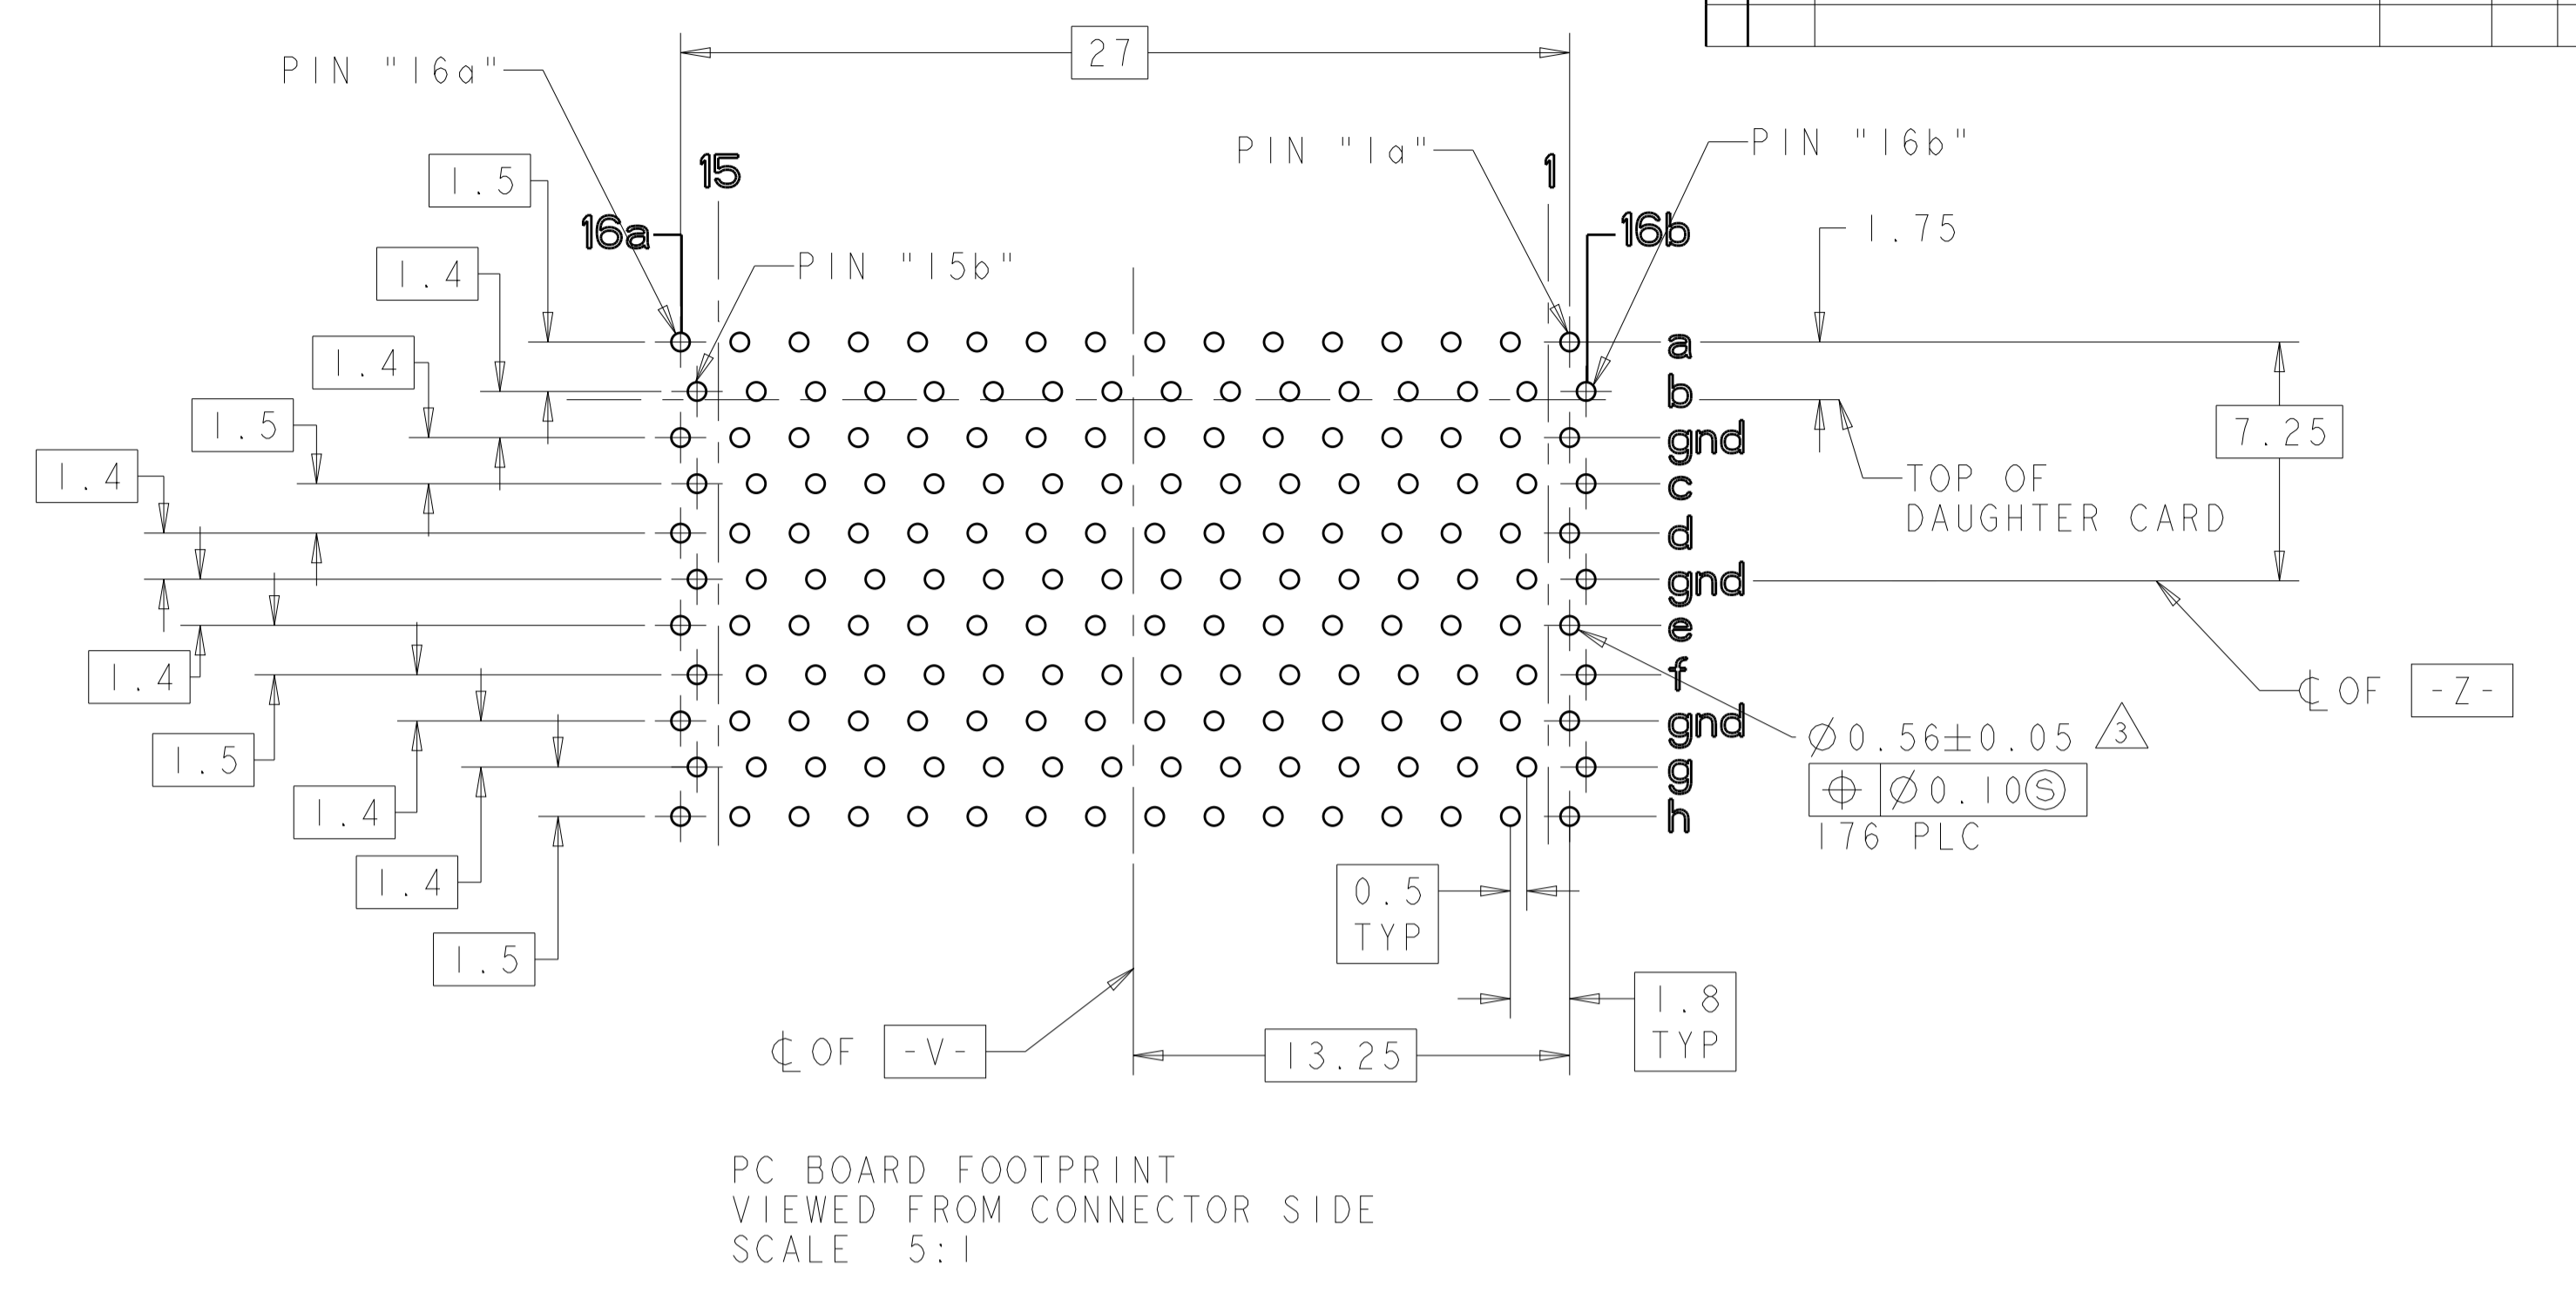 27
PIN "16a"
PIN "1a"
PIN "16b"
15
1
1.5
16a
16b
1.75
PIN "15b"
1.4
a
1.4
b
1.5
7.25
gnd
1.4
c
TOP OF
DAUGHTER CARD
d
gnd
e
1.4
f
℄ OF -Z-
gnd
Ø0.56±0.05 3
1.5
g
⌖ Ø0.10Ⓢ
1.4
h
176 PLC
1.4
0.5
TYP
1.5
1.8
TYP
℄ OF -V-
13.25
PC BOARD FOOTPRINT
VIEWED FROM CONNECTOR SIDE
SCALE 5:1